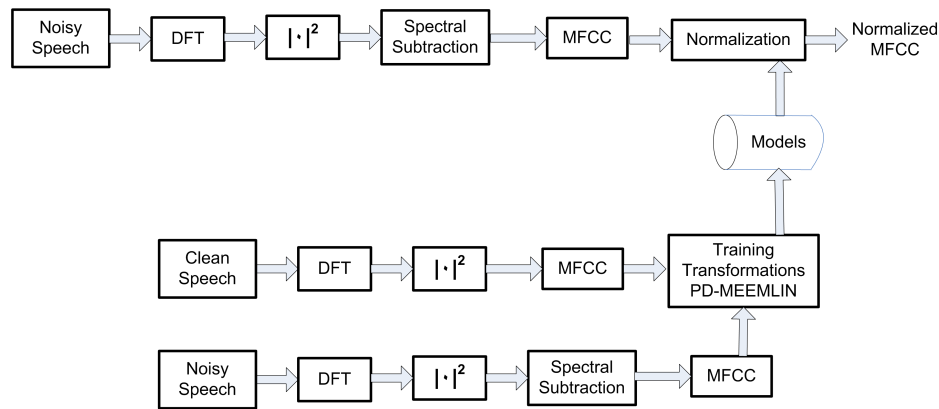 Noisy
Speech
DFT
|·|²
Spectral
Subtraction
MFCC
Normalization
Normalized
MFCC
Models
Clean
Speech
DFT
|·|²
MFCC
Training
Transformations
PD-MEEMLIN
Noisy
Speech
DFT
|·|²
Spectral
Subtraction
MFCC